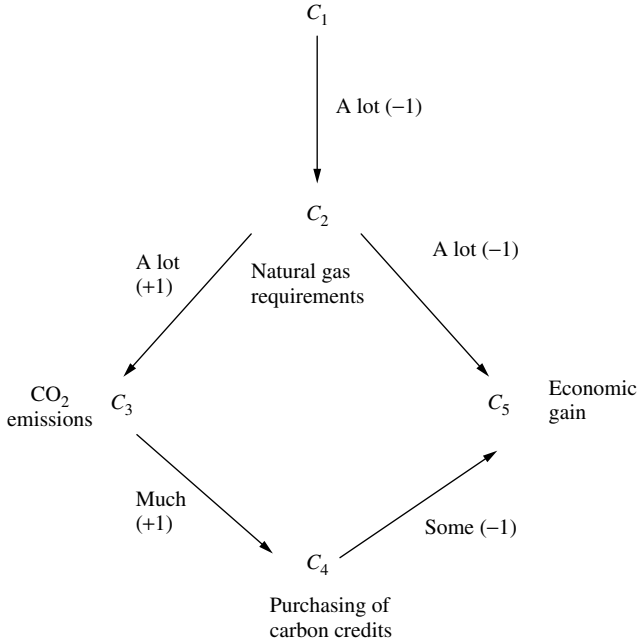 C₁
A lot (−1)
C₂
A lot
(+1)
Natural gas
requirements
A lot (−1)
CO₂
emissions
C₃
C₅
Economic
gain
Much
(+1)
Some (−1)
C₄
Purchasing of
carbon credits